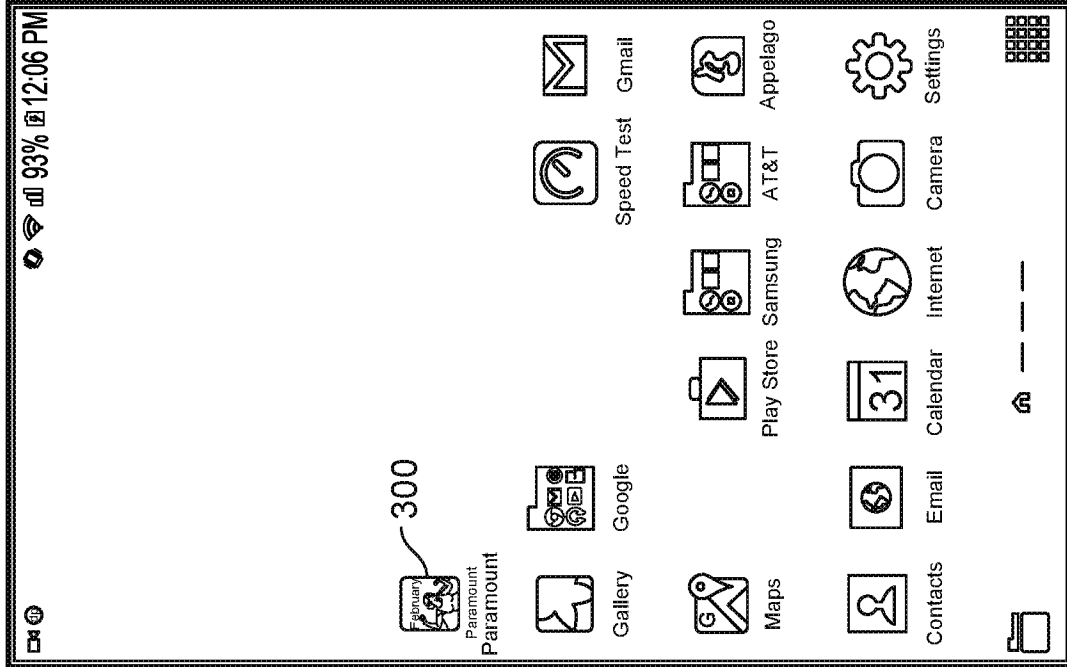 93% 12:06 PM
February
300
Paramount
Paramount
Gallery Google Speed Test Gmail
G
Maps Play Store Samsung AT&T Appelago
31
Contacts Email Calendar Internet Camera Settings